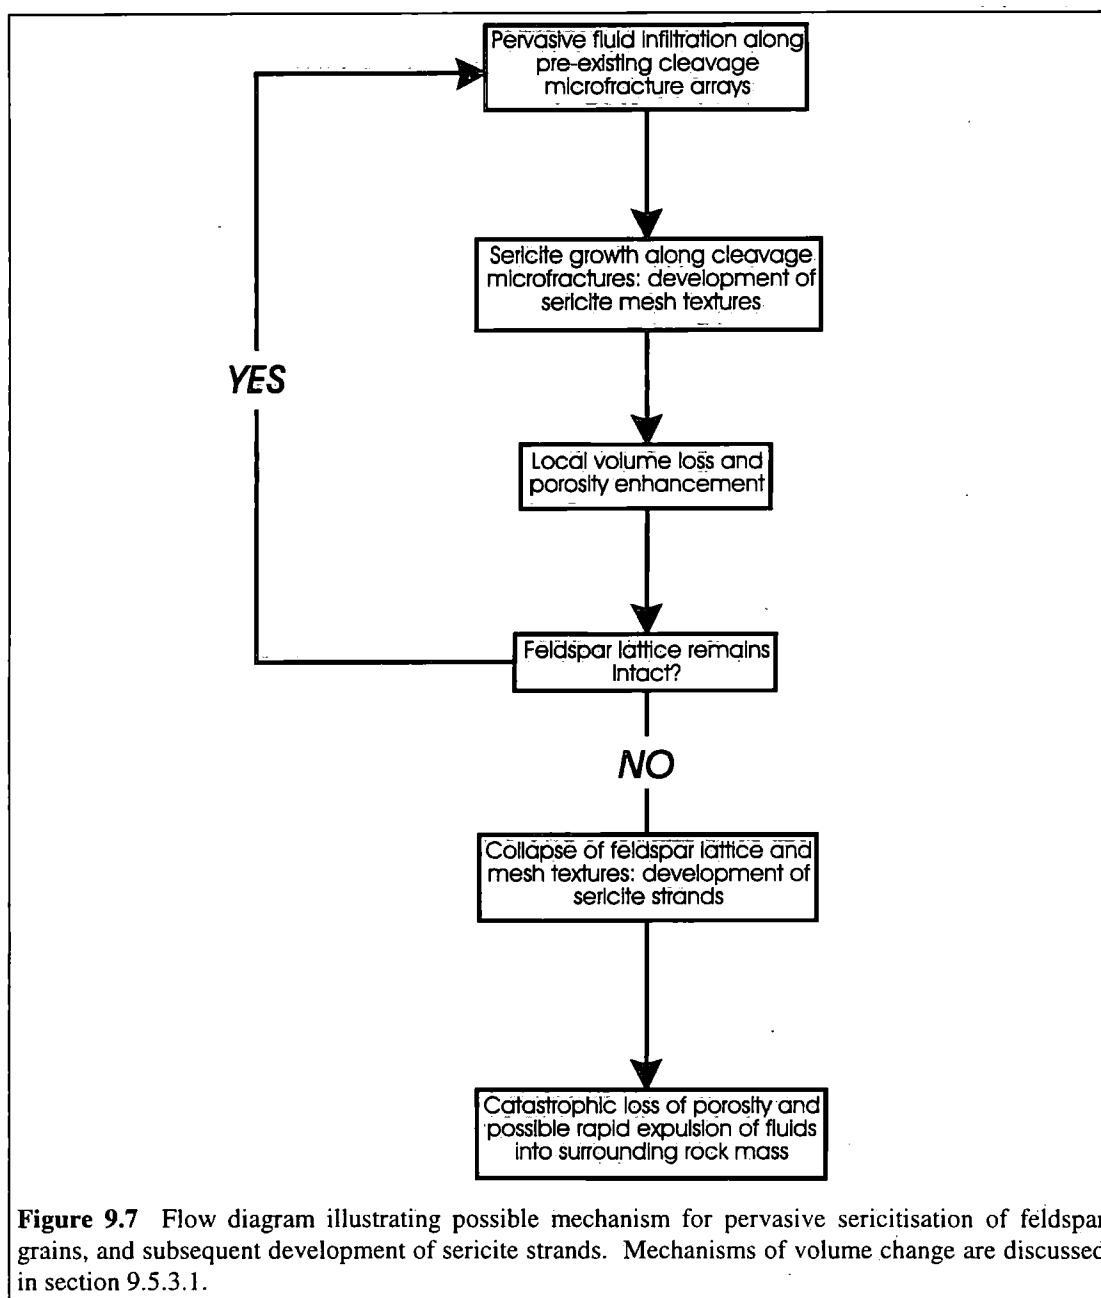 Pervasive fluid infiltration along
pre-existing cleavage
microfracture arrays
Sericite growth along cleavage
microfractures: development of
sericite mesh textures
YES
Local volume loss and
porosity enhancement
Feldspar lattice remains
intact?
NO
Collapse of feldspar lattice and
mesh textures: development of
sericite strands
Catastrophic loss of porosity and
possible rapid expulsion of fluids
into surrounding rock mass
Figure 9.7 Flow diagram illustrating possible mechanism for pervasive sericitisation of feldspar
grains, and subsequent development of sericite strands. Mechanisms of volume change are discussed
in section 9.5.3.1.